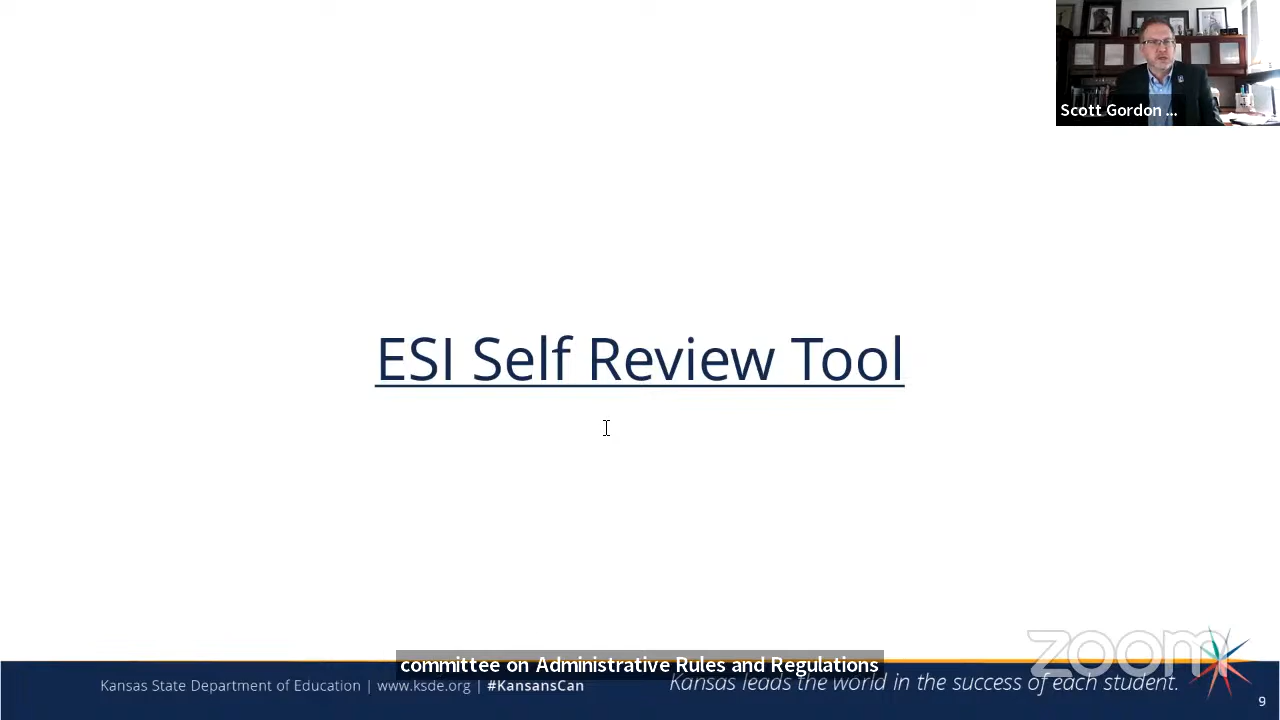 Scott Gordon ...
ESI Self Review Tool
zoom
committee on Administrative Rules and Regulations
Kansas State Department of Education | www.ksde.org | #KansansCan
Kansas leads the world in the success of each student.
9